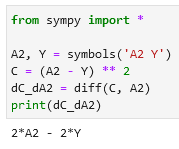 from sympy import *
A2, Y = symbols('A2 Y')
C = (A2 - Y) ** 2
dC_dA2 = diff(C, A2)
print(dC_dA2)
2*A2 - 2*Y